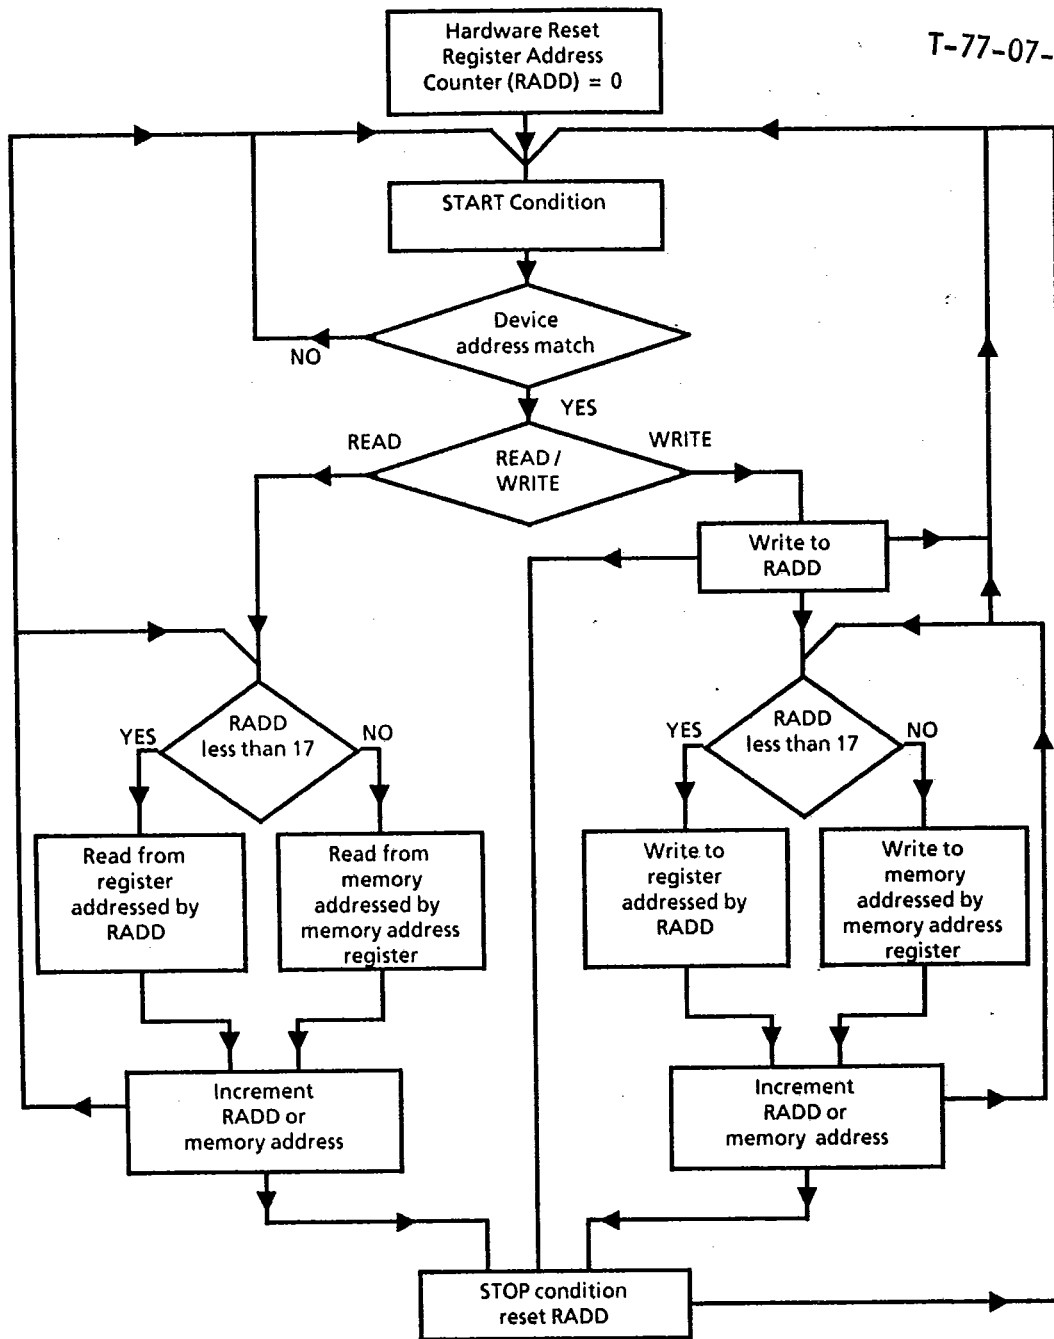 Hardware Reset
Register Address
Counter (RADD) = 0
T-77-07-
START Condition
Device
address match
NO
YES
READ
WRITE
READ /
WRITE
Write to
RADD
RADD
less than 17
YES
NO
RADD
less than 17
YES
NO
Read from
register
addressed by
RADD
Read from
memory
addressed by
memory address
register
Write to
register
addressed by
RADD
Write to
memory
addressed by
memory address
register
Increment
RADD or
memory address
Increment
RADD or
memory address
STOP condition
reset RADD